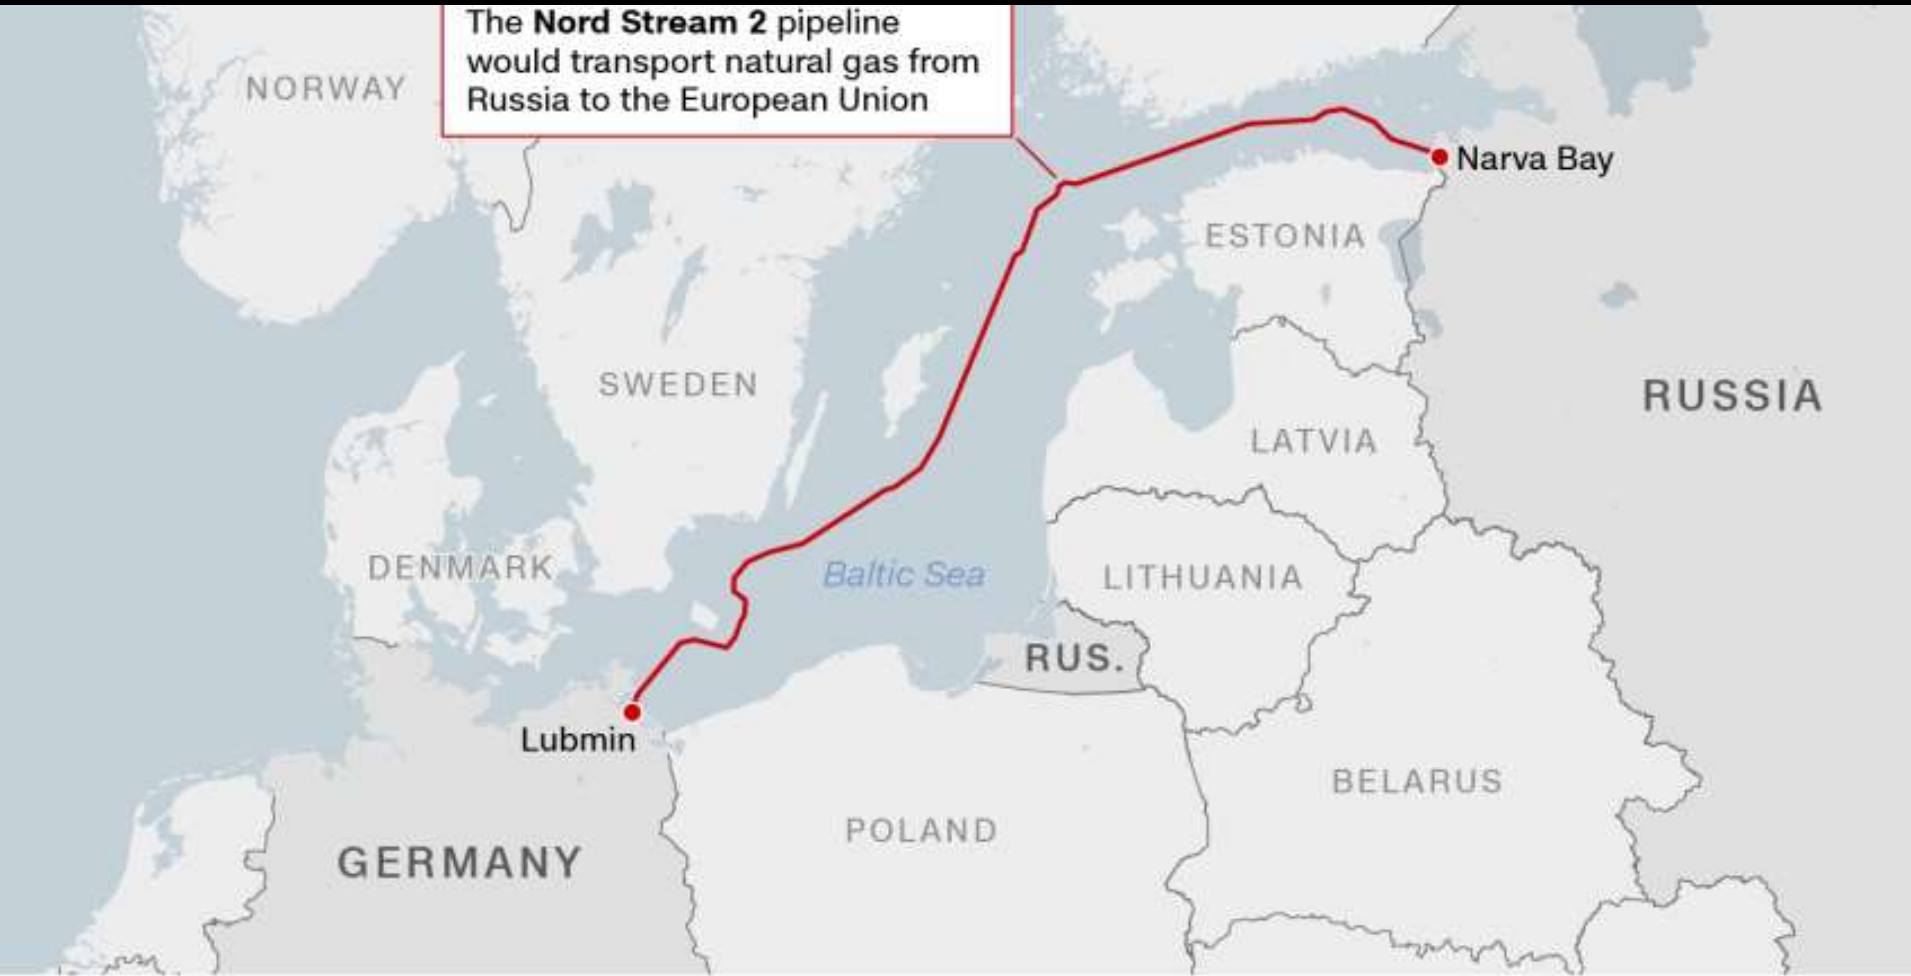 The Nord Stream 2 pipeline
would transport natural gas from
Russia to the European Union
NORWAY
Narva Bay
ESTONIA
SWEDEN
RUSSIA
LATVIA
DENMARK
Baltic Sea
LITHUANIA
RUS.
Lubmin
BELARUS
POLAND
GERMANY